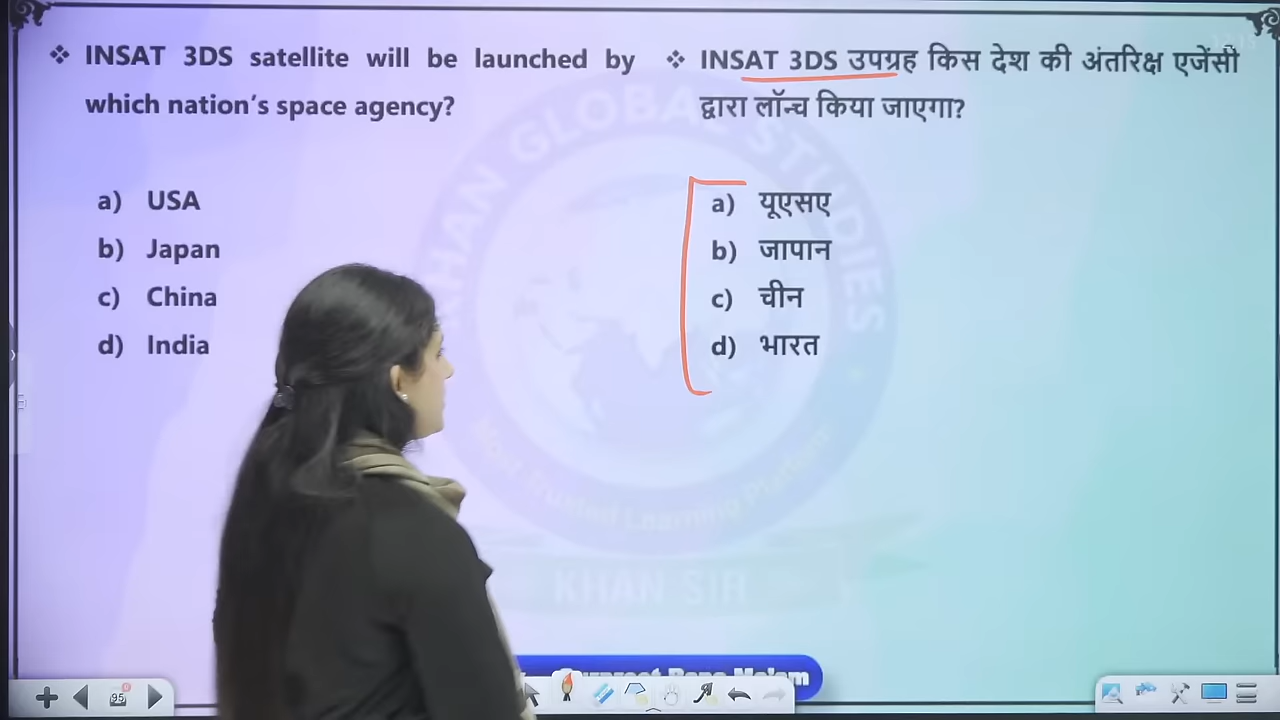 ❖ INSAT 3DS satellite will be launched by
which nation's space agency?
a) USA
b) Japan
c) China
d) India
❖ INSAT 3DS उपग्रह किस देश की अंतरिक्ष एजेंसी
द्वारा लॉन्च किया जाएगा?
a) यूएसए
b) जापान
c) चीन
d) भारत
KHAN GLOBAL STUDIES
KHAN SIR
95